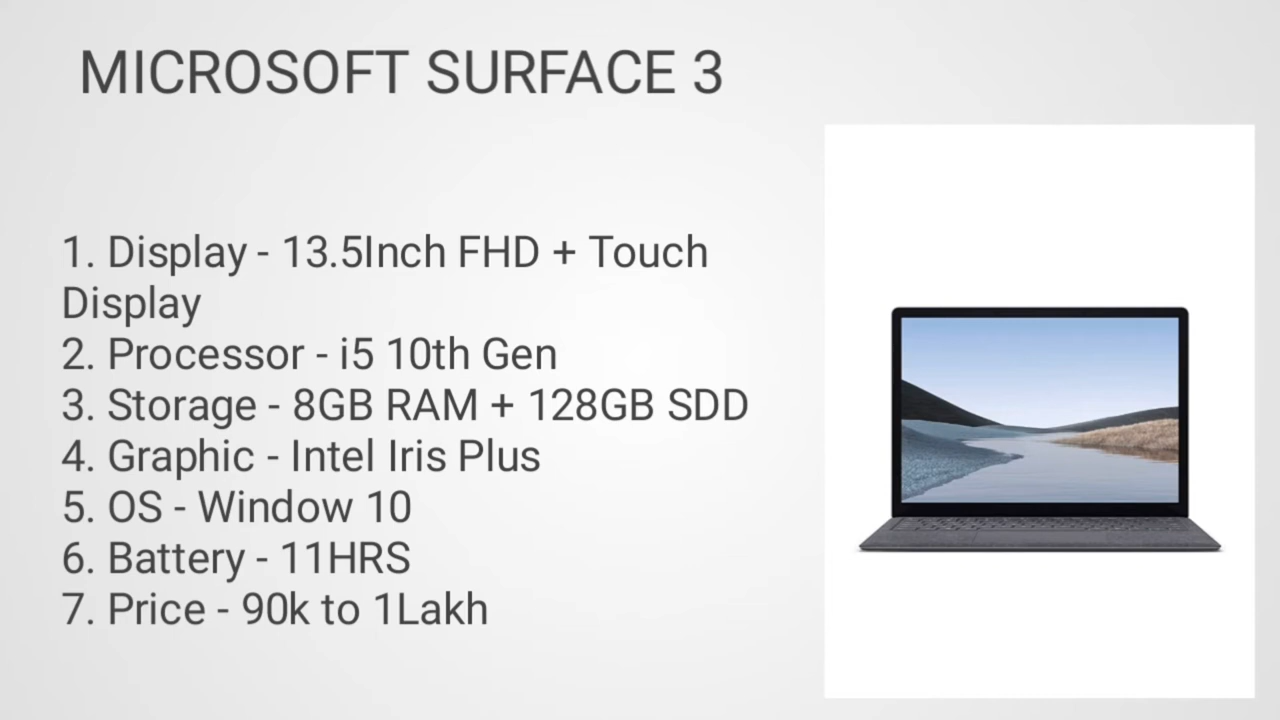 MICROSOFT SURFACE 3
1. Display - 13.5Inch FHD + Touch
Display
2. Processor - i5 10th Gen
3. Storage - 8GB RAM + 128GB SDD
4. Graphic - Intel Iris Plus
5. OS - Window 10
6. Battery - 11HRS
7. Price - 90k to 1Lakh